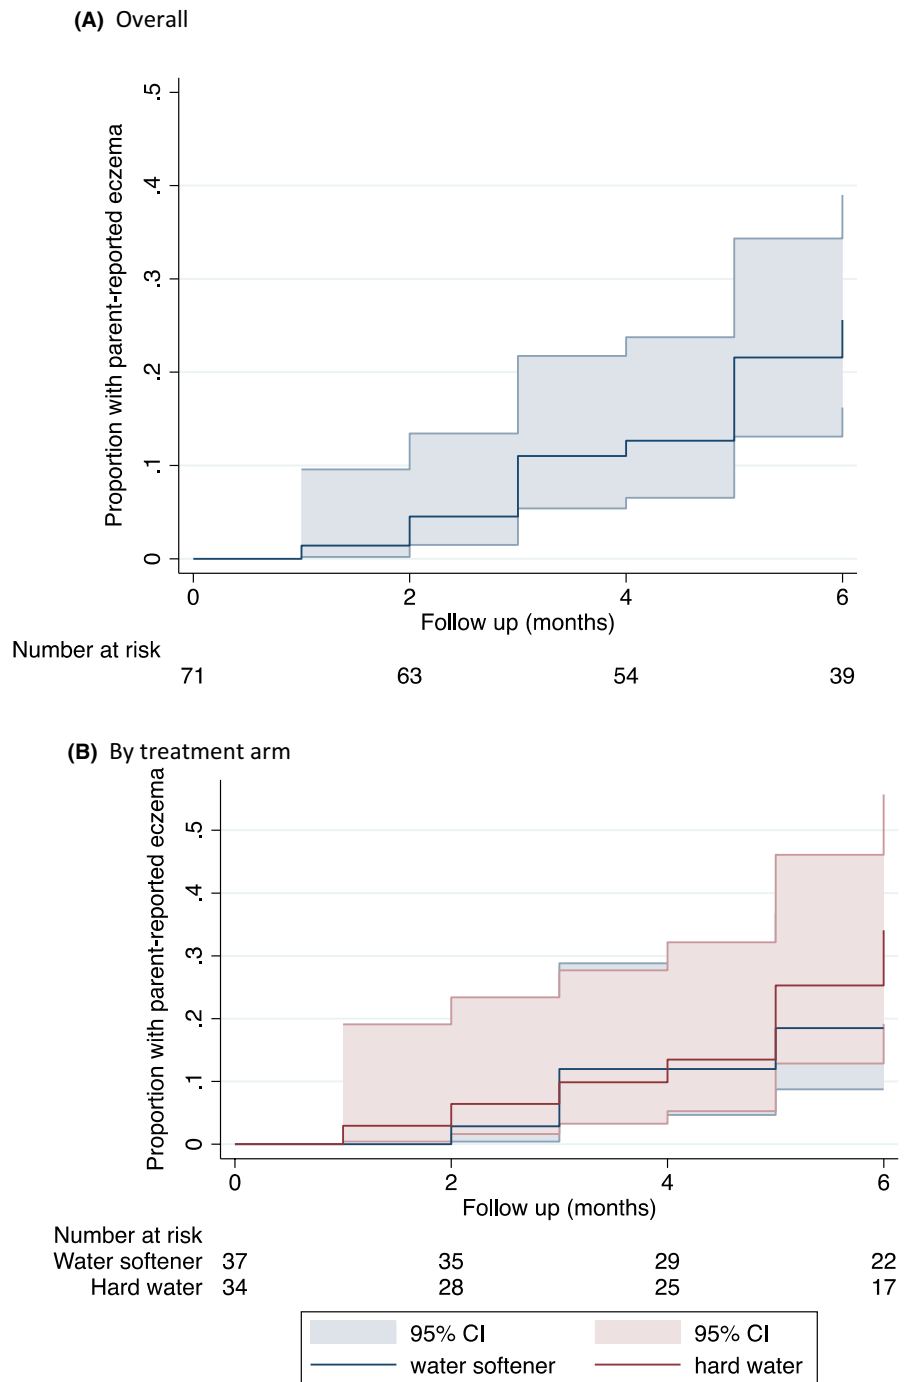 (A) Overall
Proportion with parent-reported eczema
.5
.4
.3
.2
.1
0
0 2 4 6
Follow up (months)
Number at risk
71 63 54 39
(B) By treatment arm
Proportion with parent-reported eczema
.5
.4
.3
.2
.1
0
0 2 4 6
Follow up (months)
Number at risk
Water softener 37 35 29 22
Hard water 34 28 25 17
95% CI 95% CI
water softener hard water